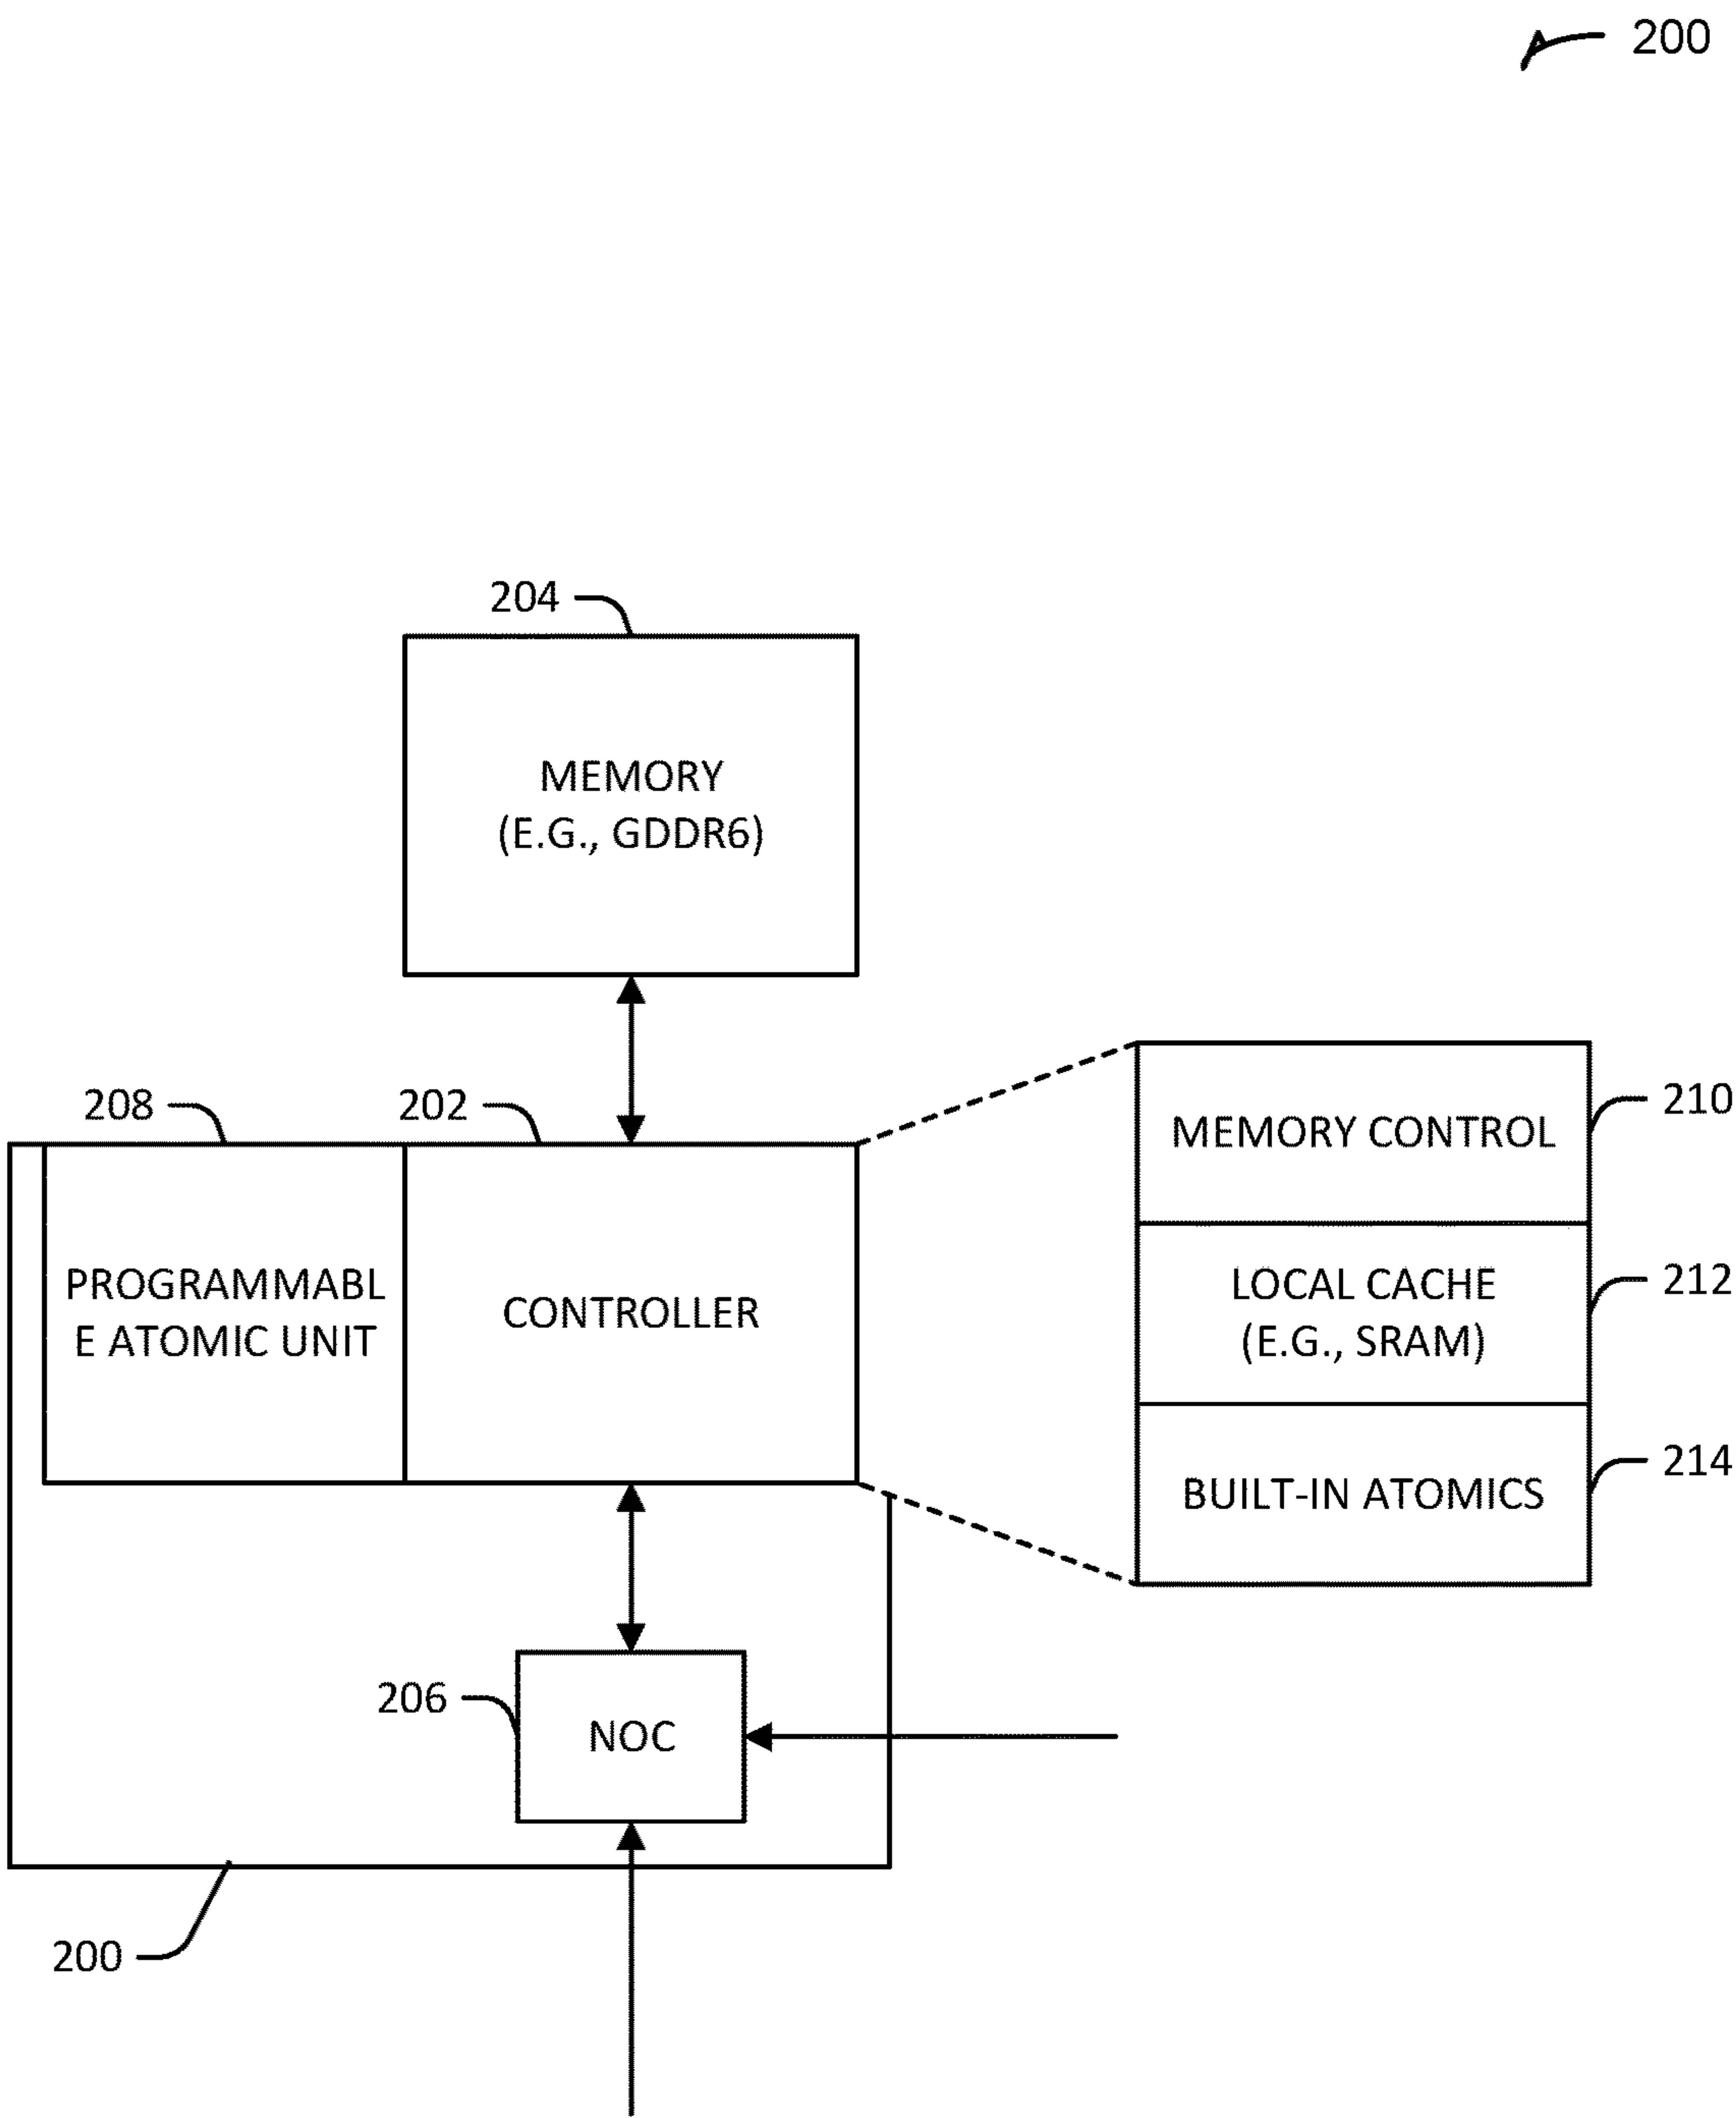 200
204
MEMORY
(E.G., GDDR6)
208
202
210
MEMORY CONTROL
PROGRAMMABL
E ATOMIC UNIT
CONTROLLER
212
LOCAL CACHE
(E.G., SRAM)
214
BUILT-IN ATOMICS
206
NOC
200